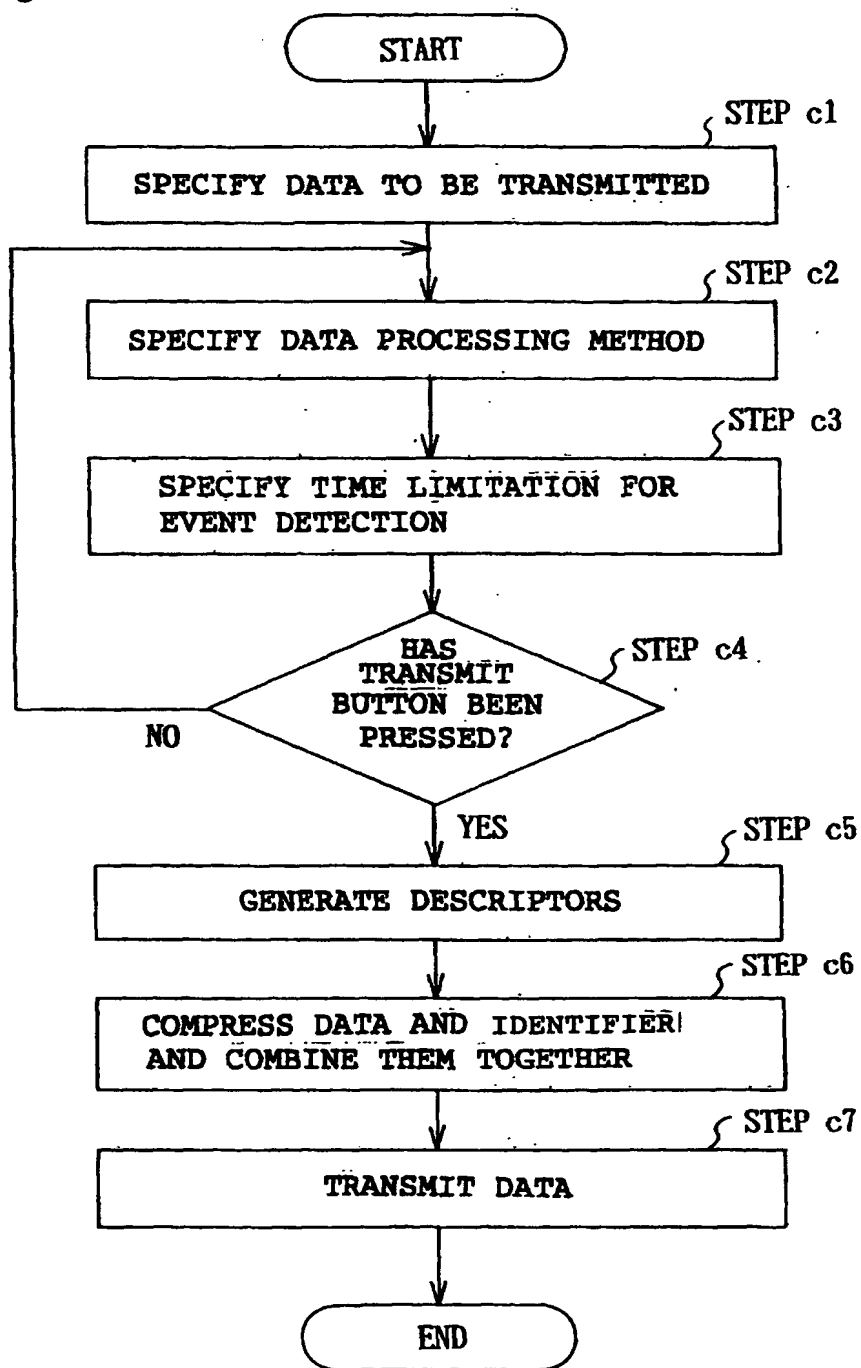 START
STEP c1
SPECIFY DATA TO BE TRANSMITTED
STEP c2
SPECIFY DATA PROCESSING METHOD
STEP c3
SPECIFY TIME LIMITATION FOR
EVENT DETECTION
STEP c4
HAS
TRANSMIT
BUTTON BEEN
PRESSED?
NO
YES
STEP c5
GENERATE DESCRIPTORS
STEP c6
COMPRESS DATA AND IDENTIFIER
AND COMBINE THEM TOGETHER
STEP c7
TRANSMIT DATA
END